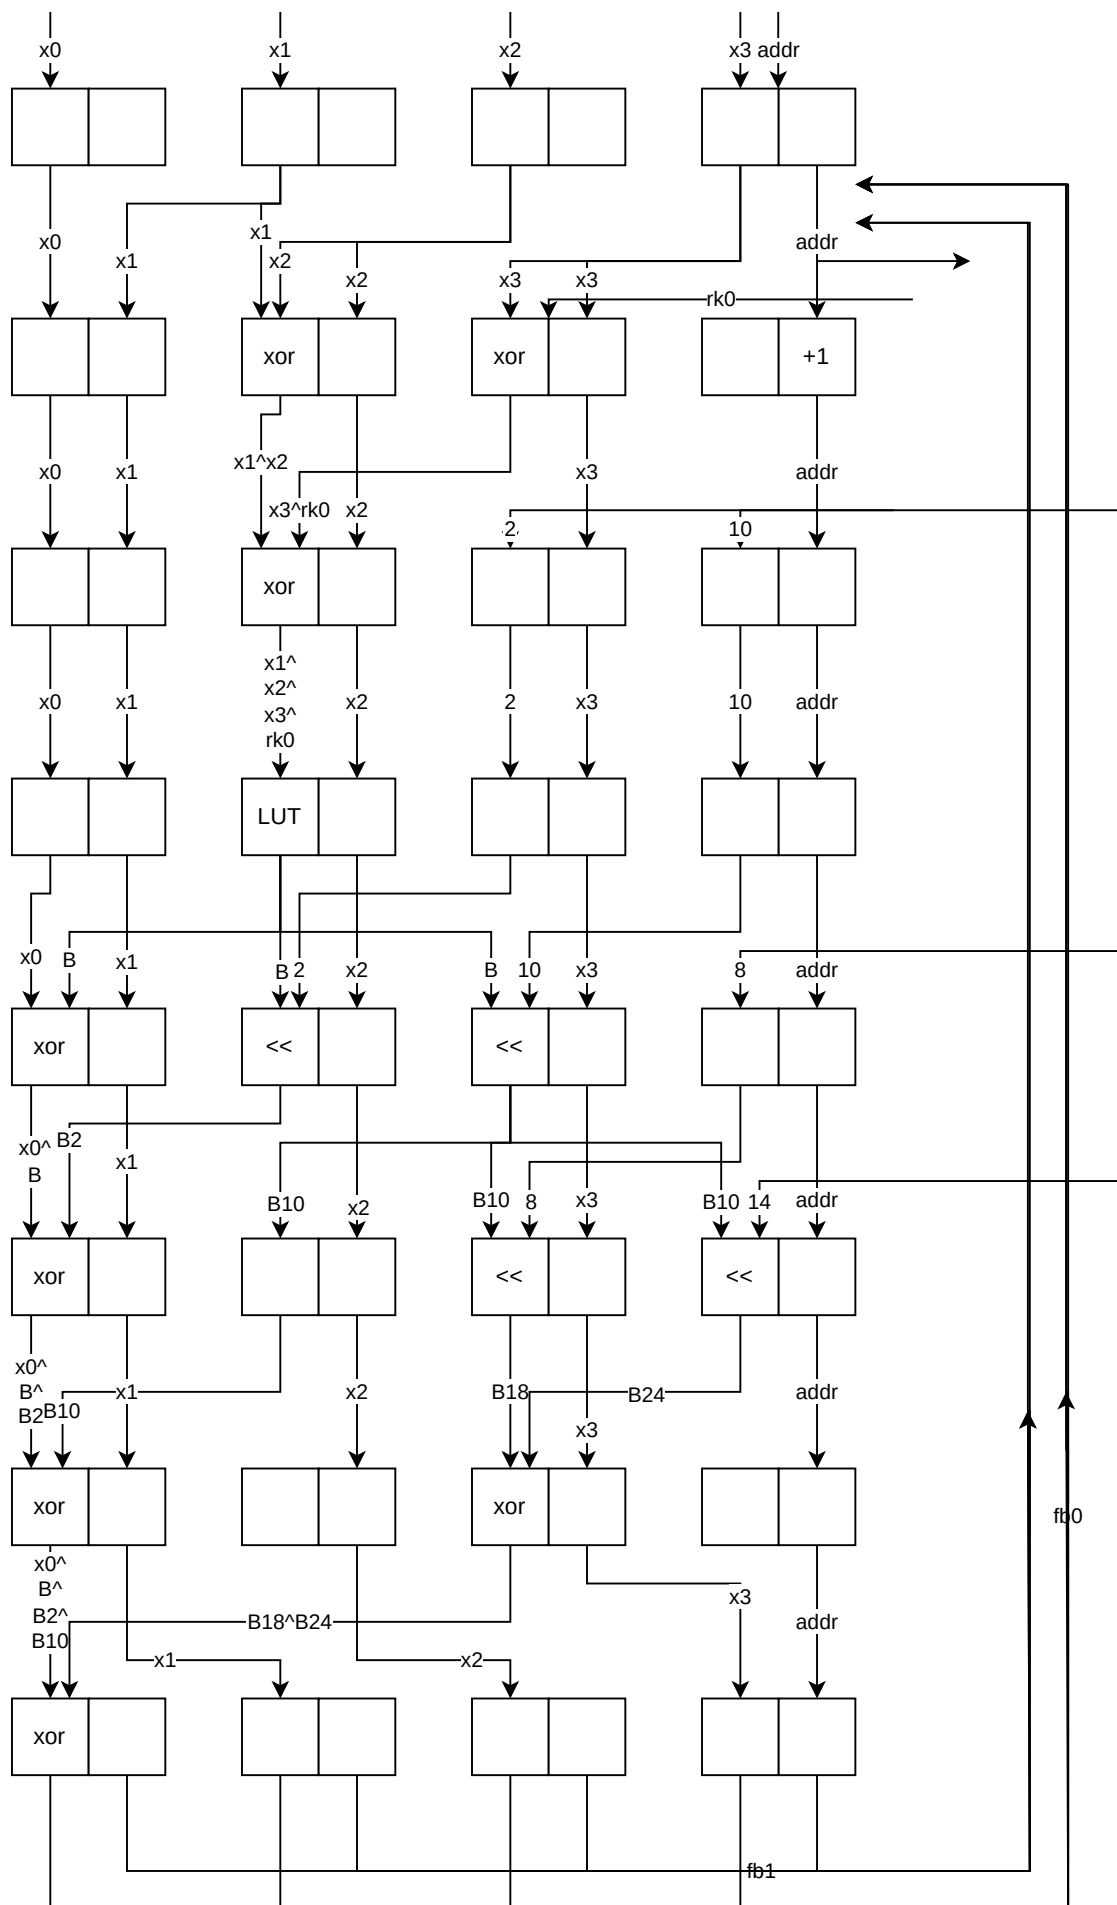 x0 x1 x2 x3 addr
x0 x1 x1 x2 x2 x3 x3 addr
rk0
xor xor +1
x0 x1 x1^x2 x3^rk0 x2 x3 addr
2 10
xor
x0 x1 x1^
x2^
x3^
rk0 x2 2 x3 10 addr
LUT
x0 B x1 B 2 x2 B 10 x3 8 addr
xor << <<
x0^
B B2 x1 B10 x2 B10 8 x3 B10 14 addr
xor << <<
x0^
B^
B2 B10 x1 x2 B18 B24 x3 addr
xor xor
fb0
x0^
B^
B2^
B10 B18^B24 x3 addr
x1 x2
xor
fb1